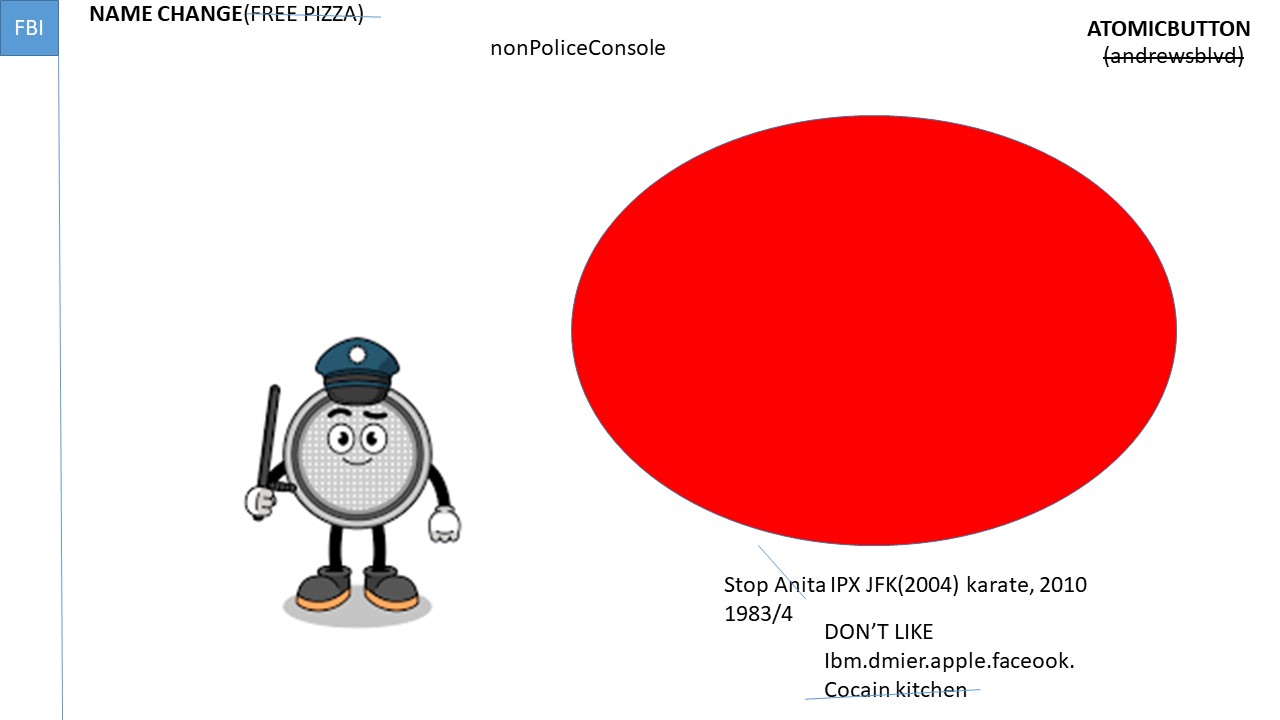 FBI
NAME CHANGE(FREE PIZZA)
nonPoliceConsole
ATOMICBUTTON
(andrewsblvd)
Stop Anita IPX JFK(2004) karate, 2010
1983/4
DON’T LIKE
Ibm.dmier.apple.faceook.
Cocain kitchen